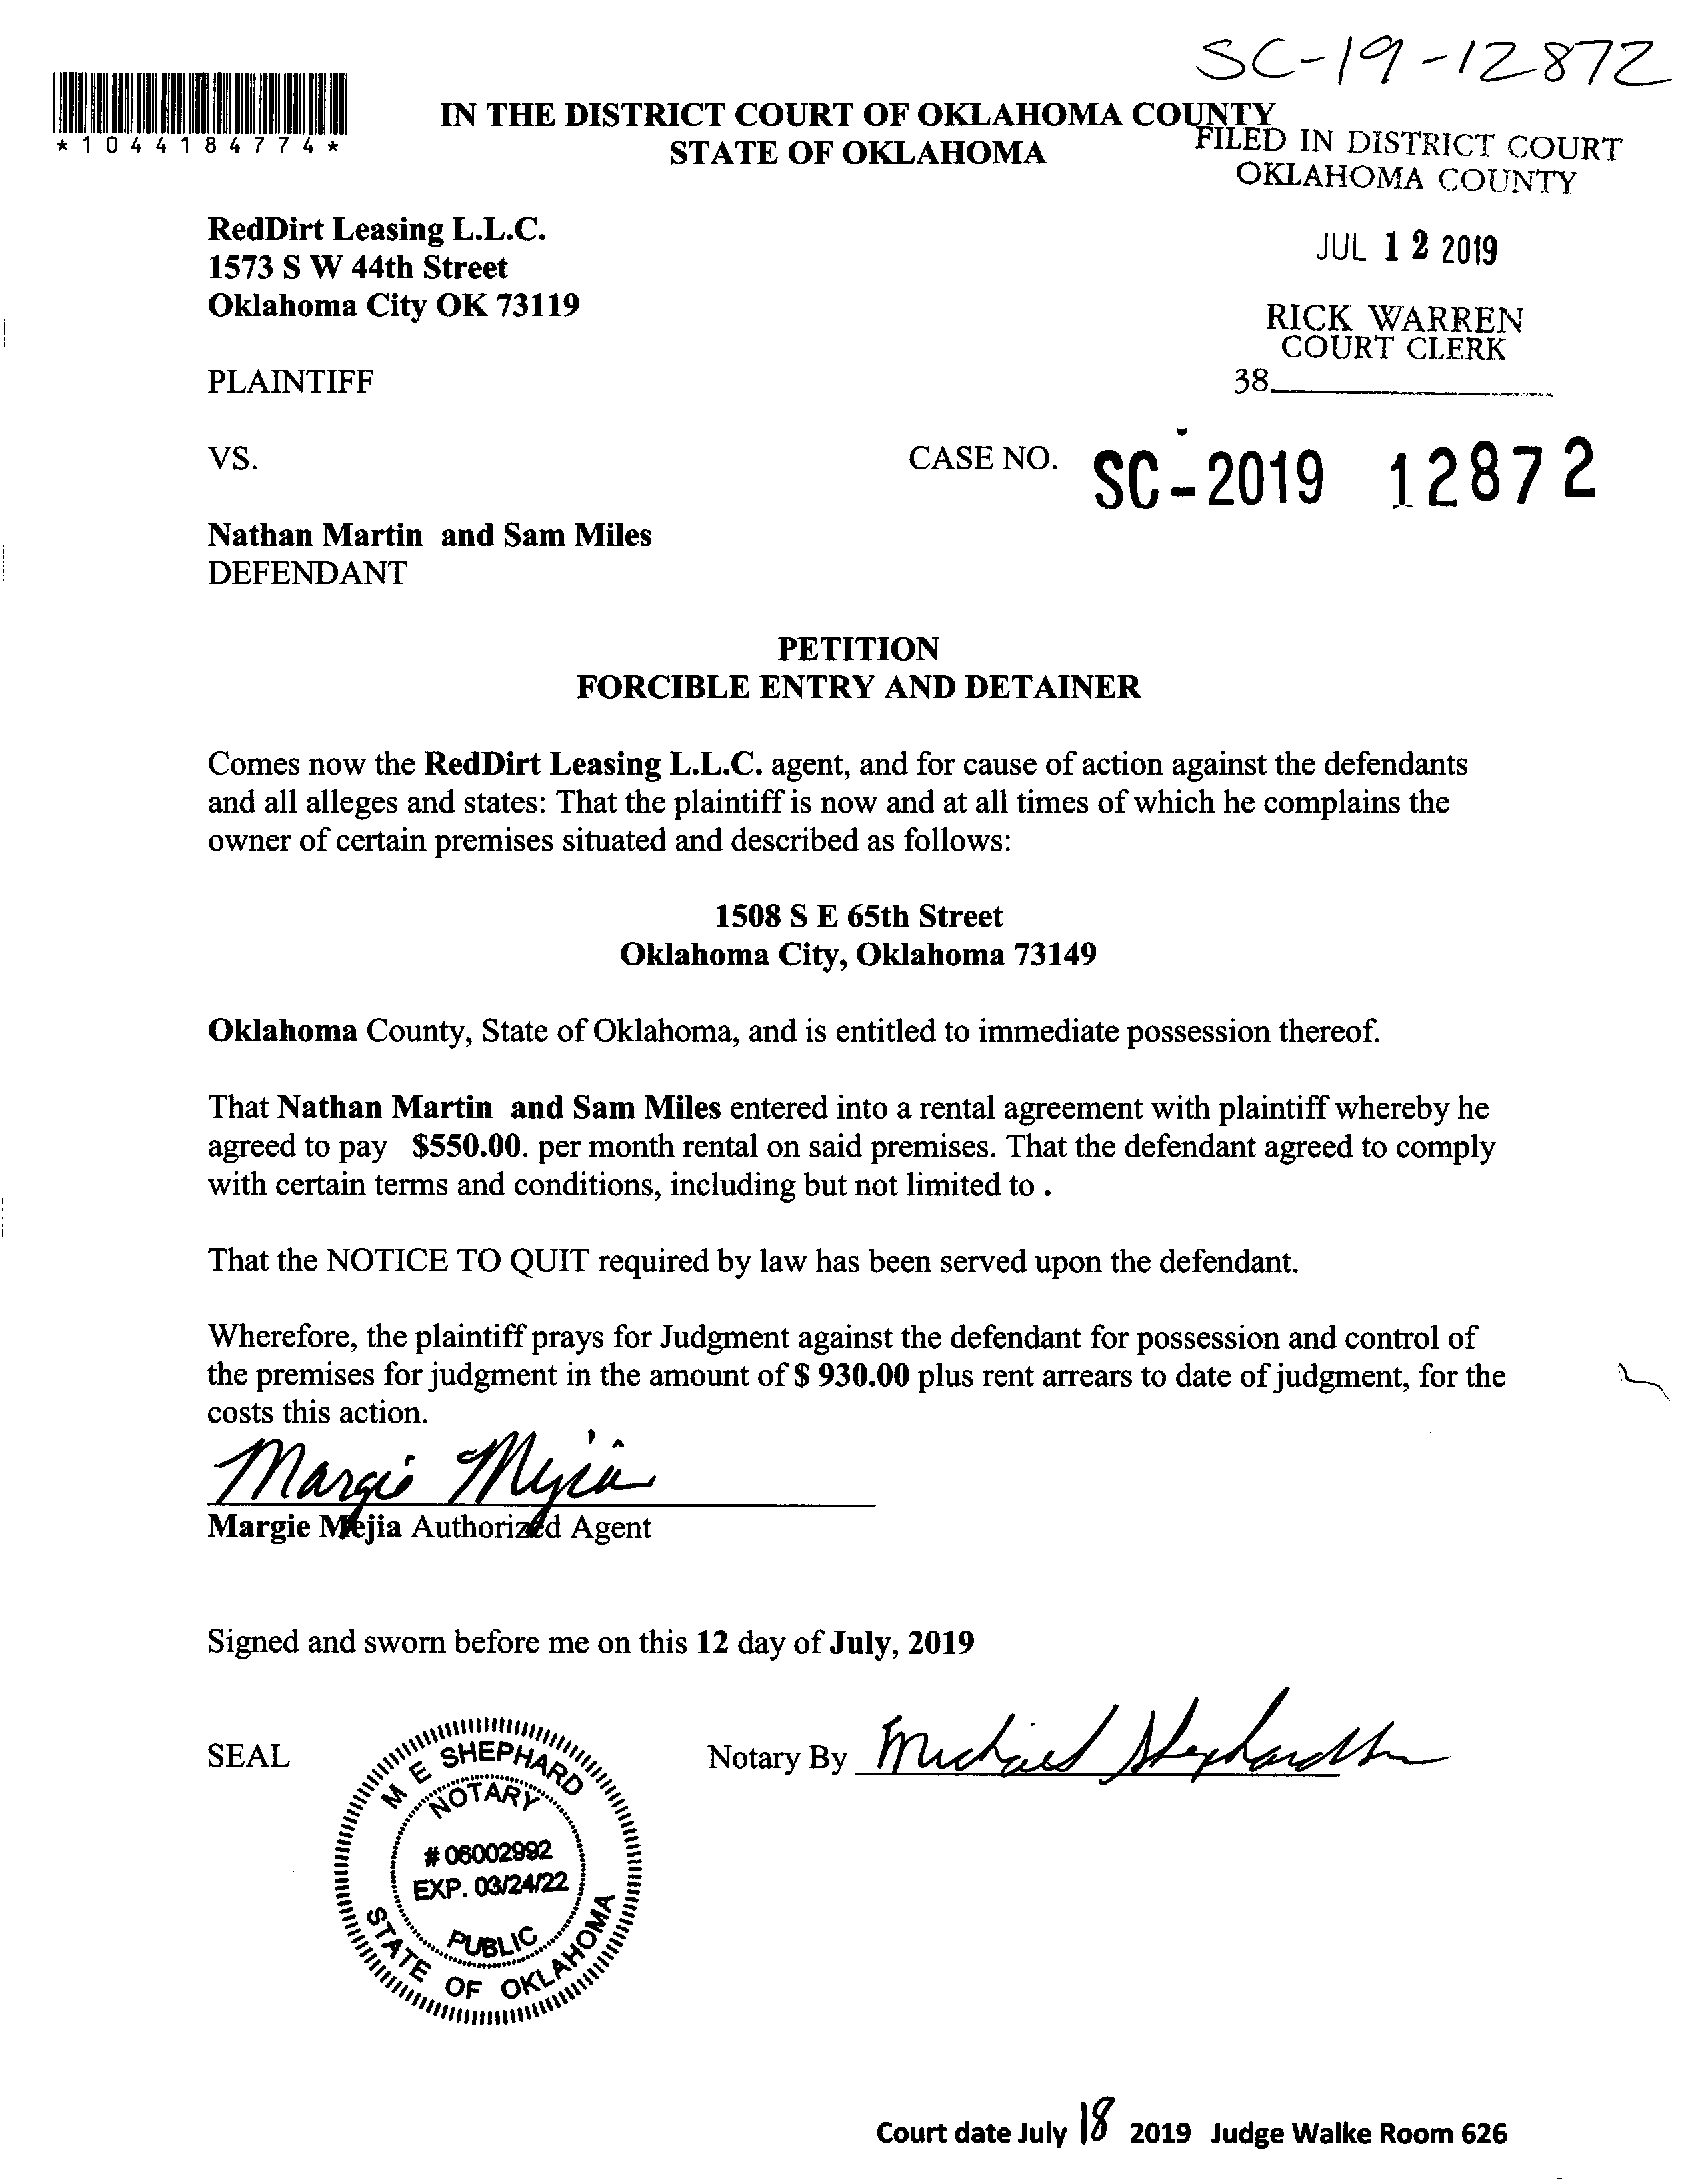 SC-19-12872
*1044184774*
IN THE DISTRICT COURT OF OKLAHOMA COUNTY
STATE OF OKLAHOMA
FILED IN DISTRICT COURT
OKLAHOMA COUNTY
JUL 12 2019
RICK WARREN
COURT CLERK
38
RedDirt Leasing L.L.C.
1573 S W 44th Street
Oklahoma City OK 73119
PLAINTIFF
VS.
CASE NO. SC-2019 12872
Nathan Martin and Sam Miles
DEFENDANT
PETITION
FORCIBLE ENTRY AND DETAINER
Comes now the RedDirt Leasing L.L.C. agent, and for cause of action against the defendants
and all alleges and states: That the plaintiff is now and at all times of which he complains the
owner of certain premises situated and described as follows:
1508 S E 65th Street
Oklahoma City, Oklahoma 73149
Oklahoma County, State of Oklahoma, and is entitled to immediate possession thereof.
That Nathan Martin and Sam Miles entered into a rental agreement with plaintiff whereby he
agreed to pay $550.00. per month rental on said premises. That the defendant agreed to comply
with certain terms and conditions, including but not limited to .
That the NOTICE TO QUIT required by law has been served upon the defendant.
Wherefore, the plaintiff prays for Judgment against the defendant for possession and control of
the premises for judgment in the amount of $ 930.00 plus rent arrears to date of judgment, for the
costs this action.
Margie Mejia
Margie Mejia Authorized Agent
Signed and sworn before me on this 12 day of July, 2019
SEAL
M E SHEPHARD
NOTARY
# 06002992
EXP. 03/24/22
PUBLIC
STATE OF OKLAHOMA
Notary By Michael Shephard
Court date July 18 2019 Judge Walke Room 626